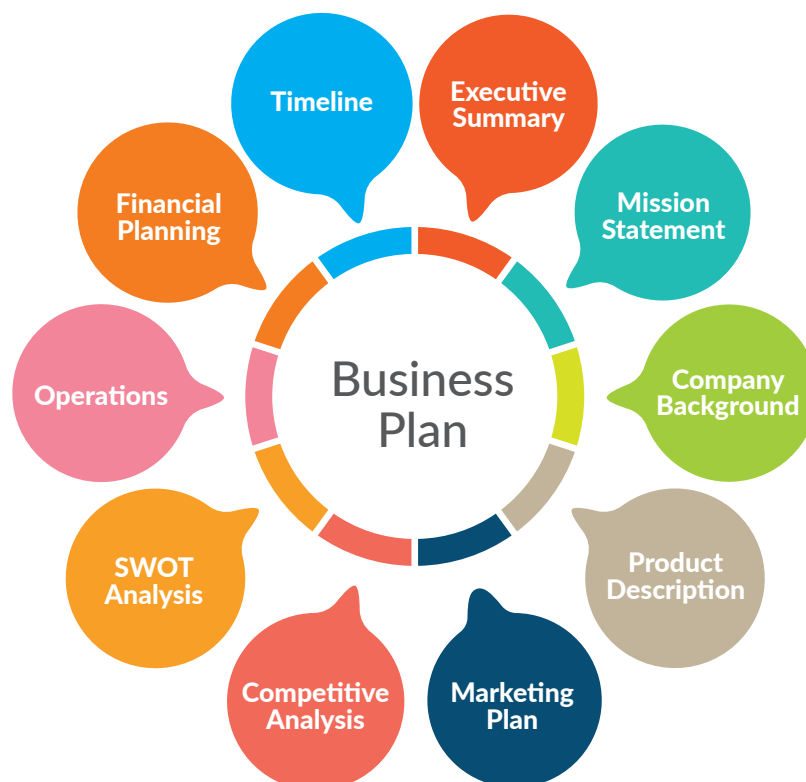 Timeline
Executive
Summary
Mission
Statement
Company
Background
Product
Description
Marketing
Plan
Competitive
Analysis
SWOT
Analysis
Operations
Financial
Planning
Business
Plan